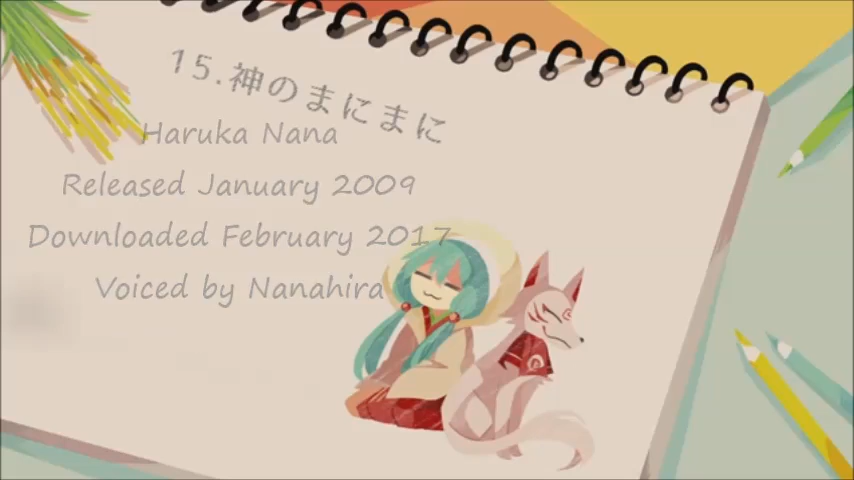 15.神のまにまに
Haruka Nana
Released January 2009
Downloaded February 2017
Voiced by Nanahira